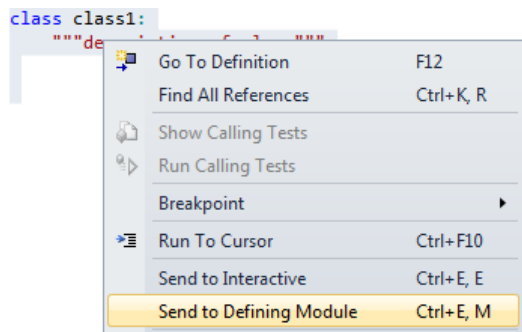 class class1:
"""de
Go To Definition F12
Find All References Ctrl+K, R
Show Calling Tests
Run Calling Tests
Breakpoint
Run To Cursor Ctrl+F10
Send to Interactive Ctrl+E, E
Send to Defining Module Ctrl+E, M